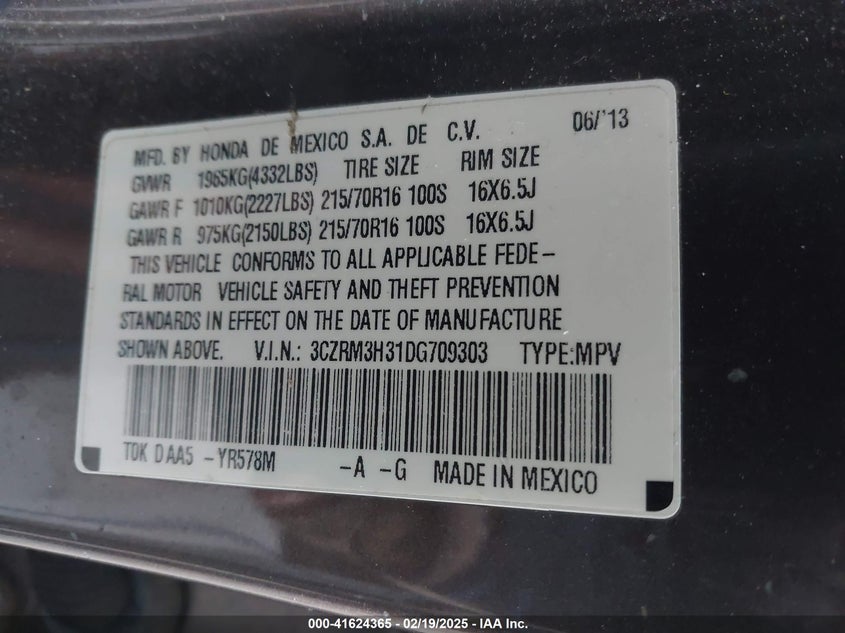 06/'13
MFD. BY HONDA DE MEXICO S.A. DE C.V.
GVWR 1965KG(4332LBS) TIRE SIZE RIM SIZE
GAWR F 1010KG(2227LBS) 215/70R16 100S 16X6.5J
GAWR R 975KG(2150LBS) 215/70R16 100S 16X6.5J
THIS VEHICLE CONFORMS TO ALL APPLICABLE FEDE-
RAL MOTOR VEHICLE SAFETY AND THEFT PREVENTION
STANDARDS IN EFFECT ON THE DATE OF MANUFACTURE
SHOWN ABOVE. V.I.N.: 3CZRM3H31DG709303 TYPE:MPV
T0K D AA5 -YR578M -A -G MADE IN MEXICO
000-41624365 - 02/19/2025 - IAA Inc.